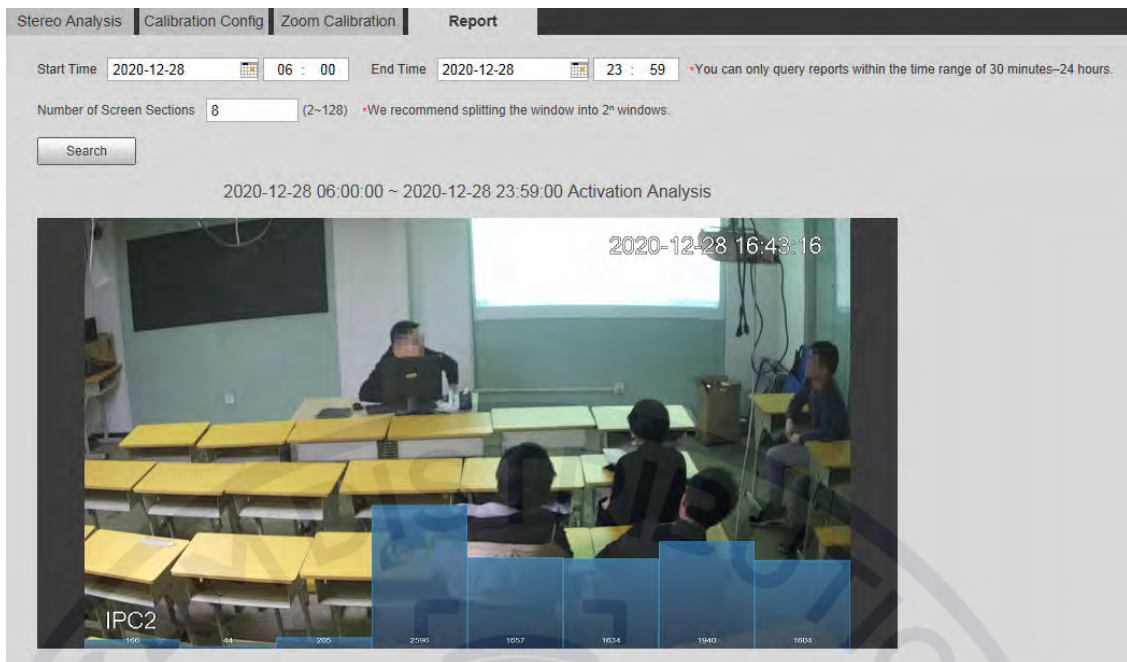 Stereo Analysis Calibration Config Zoom Calibration Report
Start Time 2020-12-28 06 : 00 End Time 2020-12-28 23 : 59 *You can only query reports within the time range of 30 minutes–24 hours.
Number of Screen Sections 8 (2~128) *We recommend splitting the window into 2ⁿ windows.
Search
2020-12-28 06:00:00 ~ 2020-12-28 23:59:00 Activation Analysis
2020-12-28 16:43:16
IPC2
166 44 205 2596 1657 1634 1940 1604